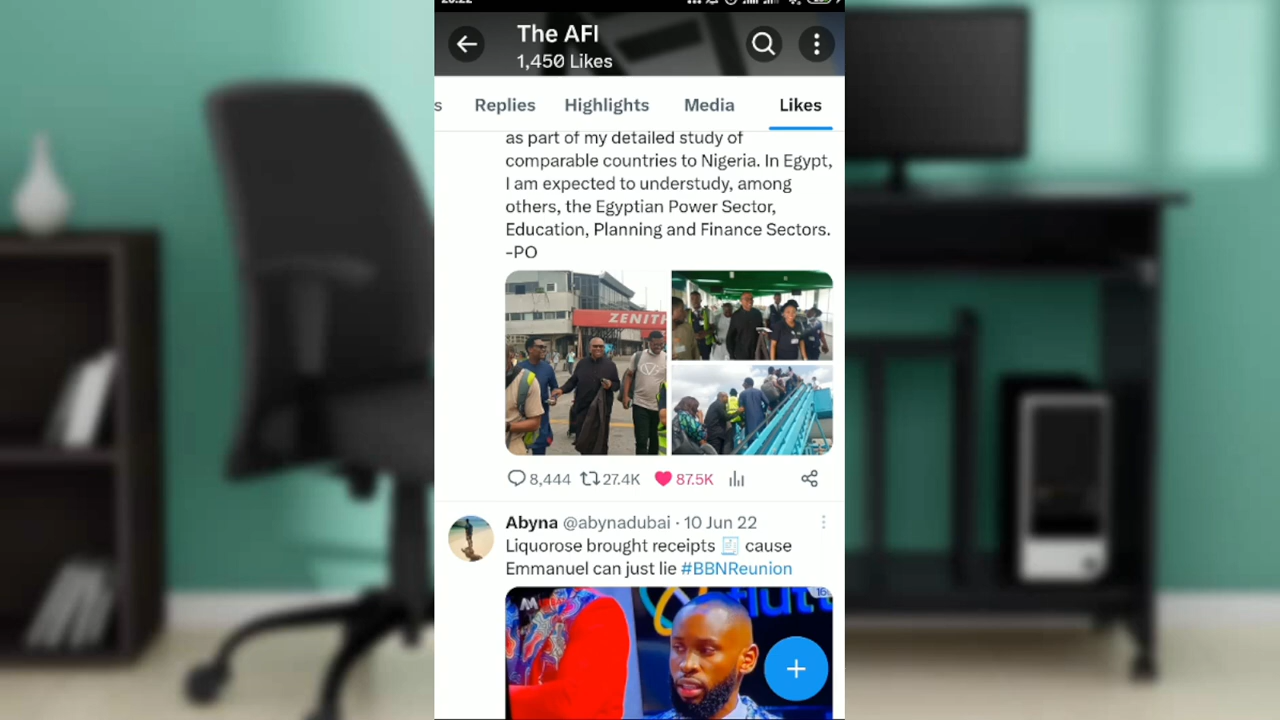 The AFI
1,450 Likes
s Replies Highlights Media Likes
as part of my detailed study of
comparable countries to Nigeria. In Egypt,
I am expected to understudy, among
others, the Egyptian Power Sector,
Education, Planning and Finance Sectors.
-PO
ZENITH
8,444 27.4K 87.5K
Abyna @abynadubai · 10 Jun 22
Liquorose brought receipts 🧾 cause
Emmanuel can just lie #BBNReunion
flutt
+